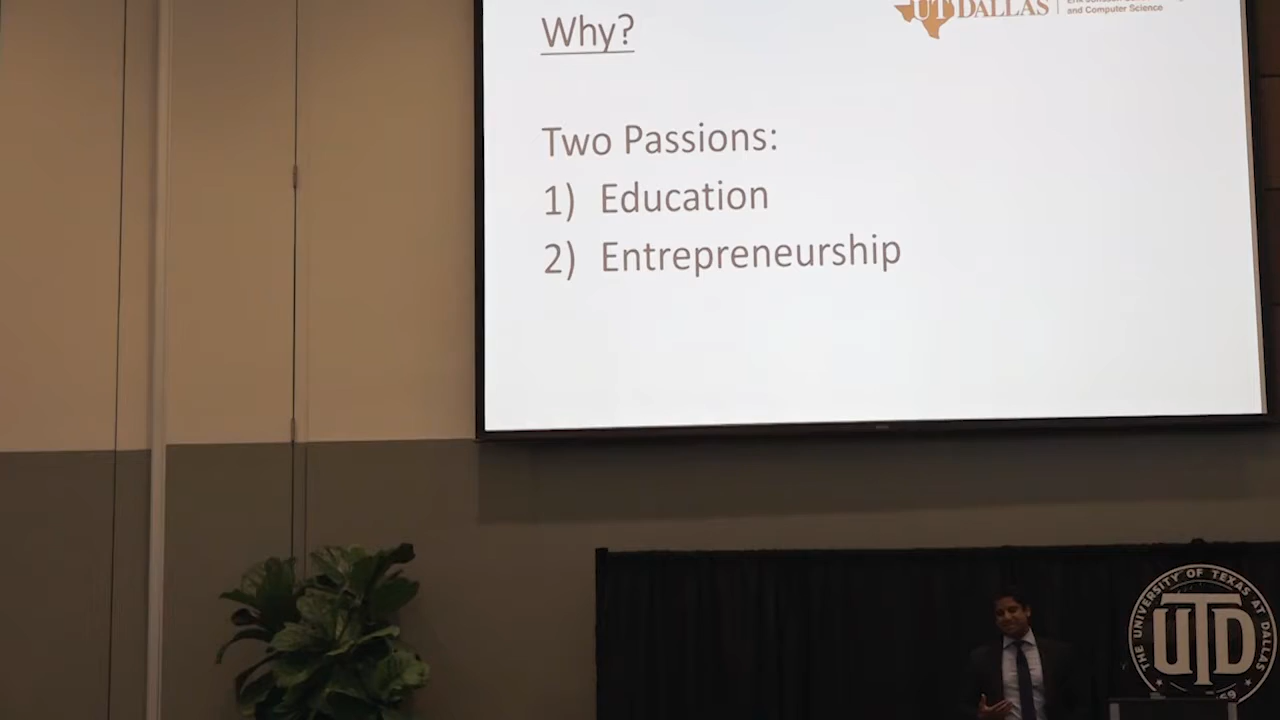 Why?
UT DALLAS
and Computer Science
Two Passions:
1) Education
2) Entrepreneurship
THE UNIVERSITY OF TEXAS AT DALLAS
UTD